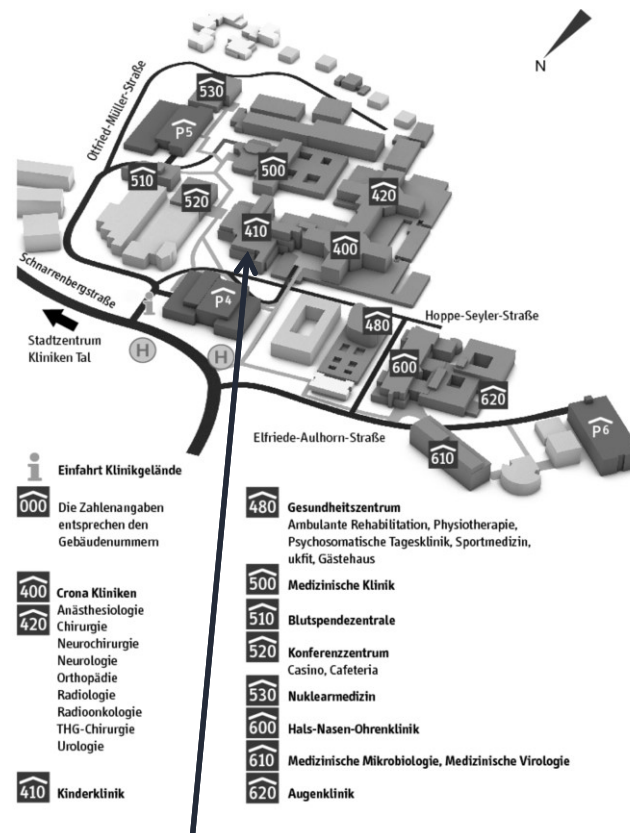 N
530
Otfried-Müller-Straße
P5
500
510
420
520
410
400
Schnarrenbergstraße
P4
i
480
Hoppe-Seyler-Straße
Stadtzentrum
Kliniken Tal
H
H
600
620
P6
Elfriede-Aulhorn-Straße
610
i Einfahrt Klinikgelände
000 Die Zahlenangaben
entsprechen den
Gebäudenummern
400 Crona Kliniken
420 Anästhesiologie
Chirurgie
Neurochirurgie
Neurologie
Orthopädie
Radiologie
Radioonkologie
THG-Chirurgie
Urologie
410 Kinderklinik
480 Gesundheitszentrum
Ambulante Rehabilitation, Physiotherapie,
Psychosomatische Tagesklinik, Sportmedizin,
ukfit, Gästehaus
500 Medizinische Klinik
510 Blutspendezentrale
520 Konferenzzentrum
Casino, Cafeteria
530 Nuklearmedizin
600 Hals-Nasen-Ohrenklinik
610 Medizinische Mikrobiologie, Medizinische Virologie
620 Augenklinik